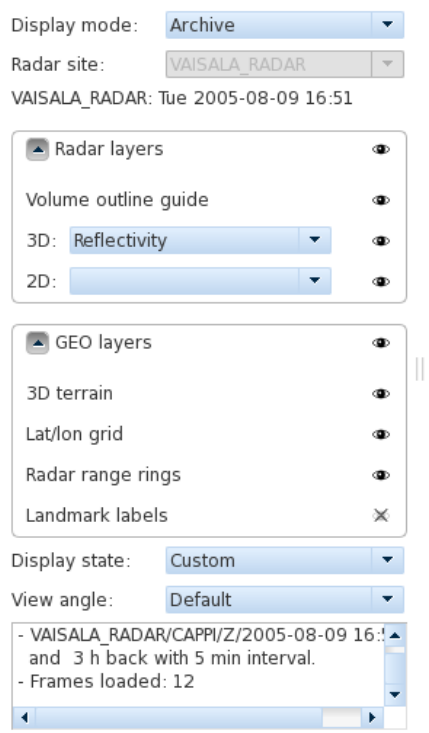 Display mode: Archive
Radar site: VAISALA_RADAR
VAISALA_RADAR: Tue 2005-08-09 16:51
Radar layers
Volume outline guide
3D: Reflectivity
2D:
GEO layers
3D terrain
Lat/lon grid
Radar range rings
Landmark labels
Display state: Custom
View angle: Default
- VAISALA_RADAR/CAPPI/Z/2005-08-09 16:
and 3 h back with 5 min interval.
- Frames loaded: 12